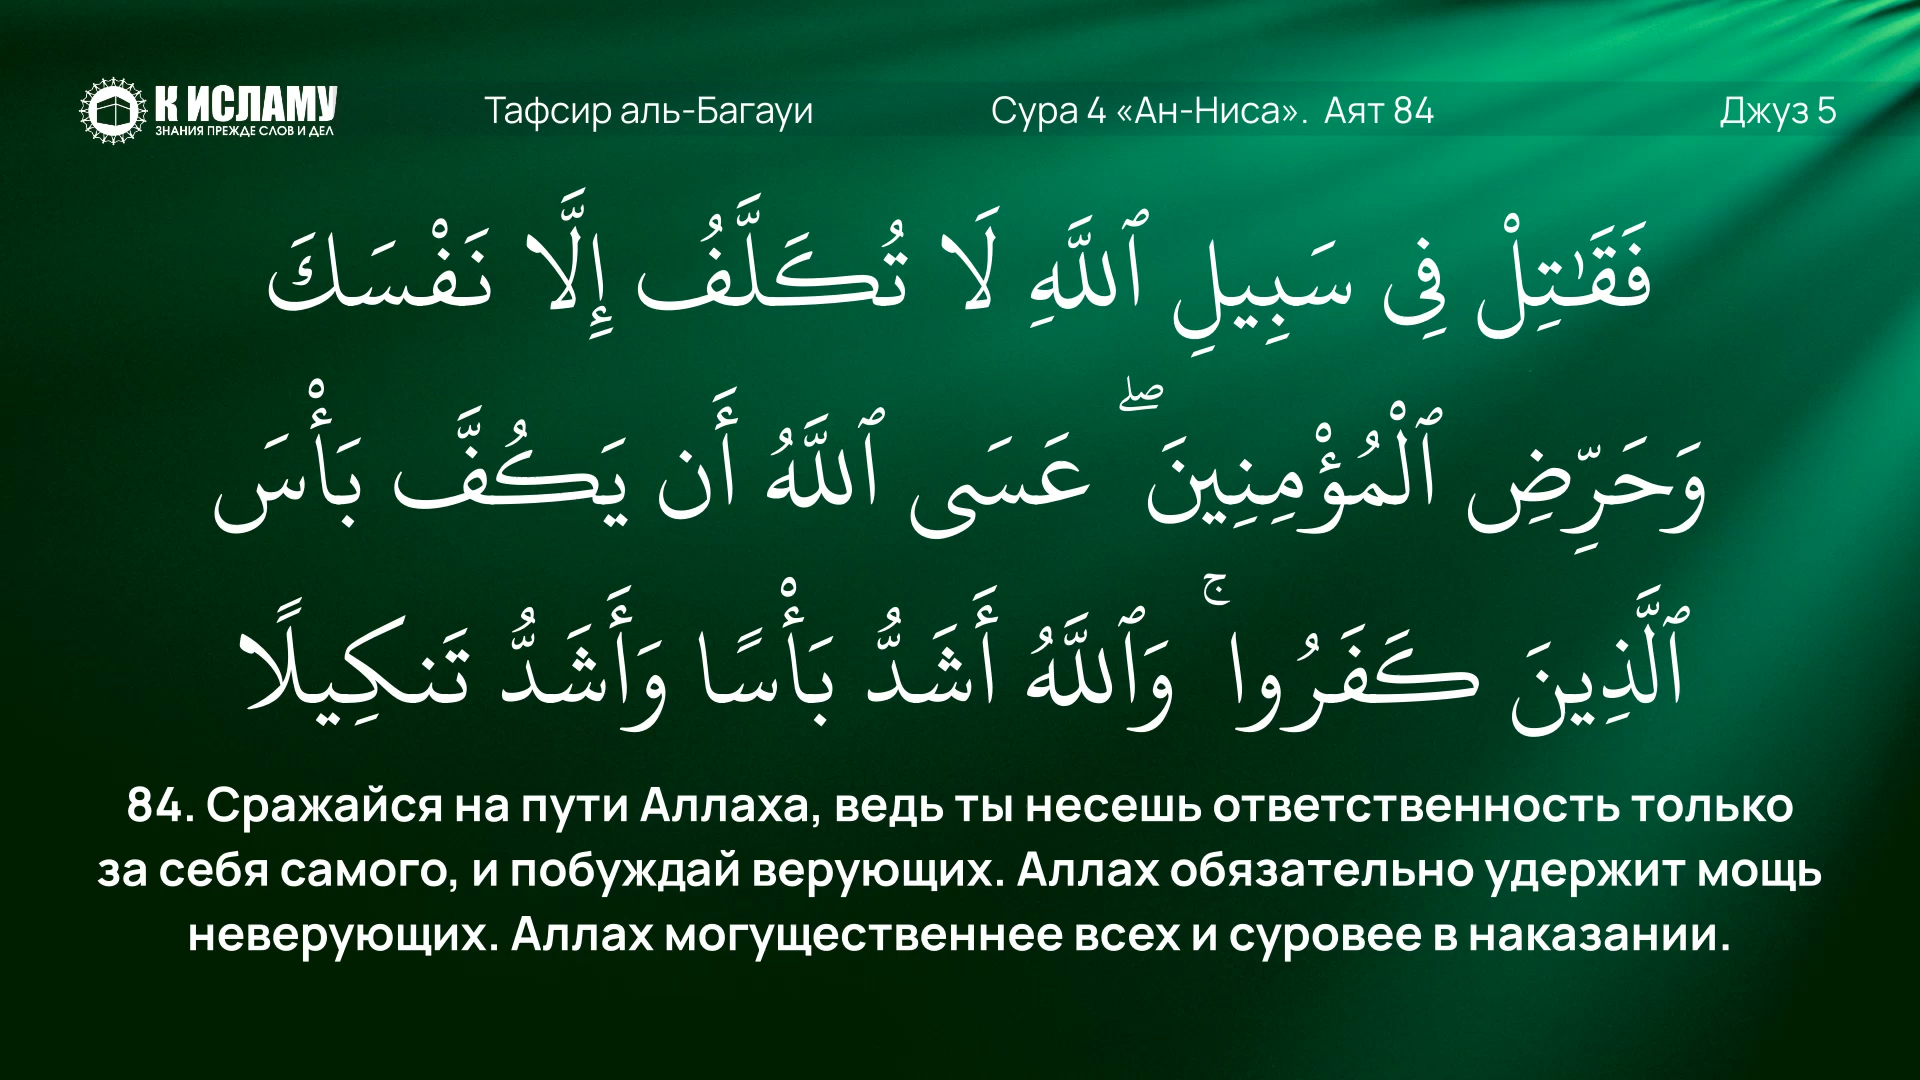 К ИСЛАМУ
ЗНАНИЯ ПРЕЖДЕ СЛОВ И ДЕЛ
Тафсир аль-Багауи
Сура 4 «Ан-Ниса». Аят 84
Джуз 5
فَقَـٰتِلْ فِى سَبِيلِ ٱللَّهِ لَا تُكَلَّفُ إِلَّا نَفْسَكَ
وَحَرِّضِ ٱلْمُؤْمِنِينَ ۖ عَسَى ٱللَّهُ أَن يَكُفَّ بَأْسَ
ٱلَّذِينَ كَفَرُوا ۚ وَٱللَّهُ أَشَدُّ بَأْسًا وَأَشَدُّ تَنكِيلًا
84. Сражайся на пути Аллаха, ведь ты несешь ответственность только
за себя самого, и побуждай верующих. Аллах обязательно удержит мощь
неверующих. Аллах могущественнее всех и суровее в наказании.